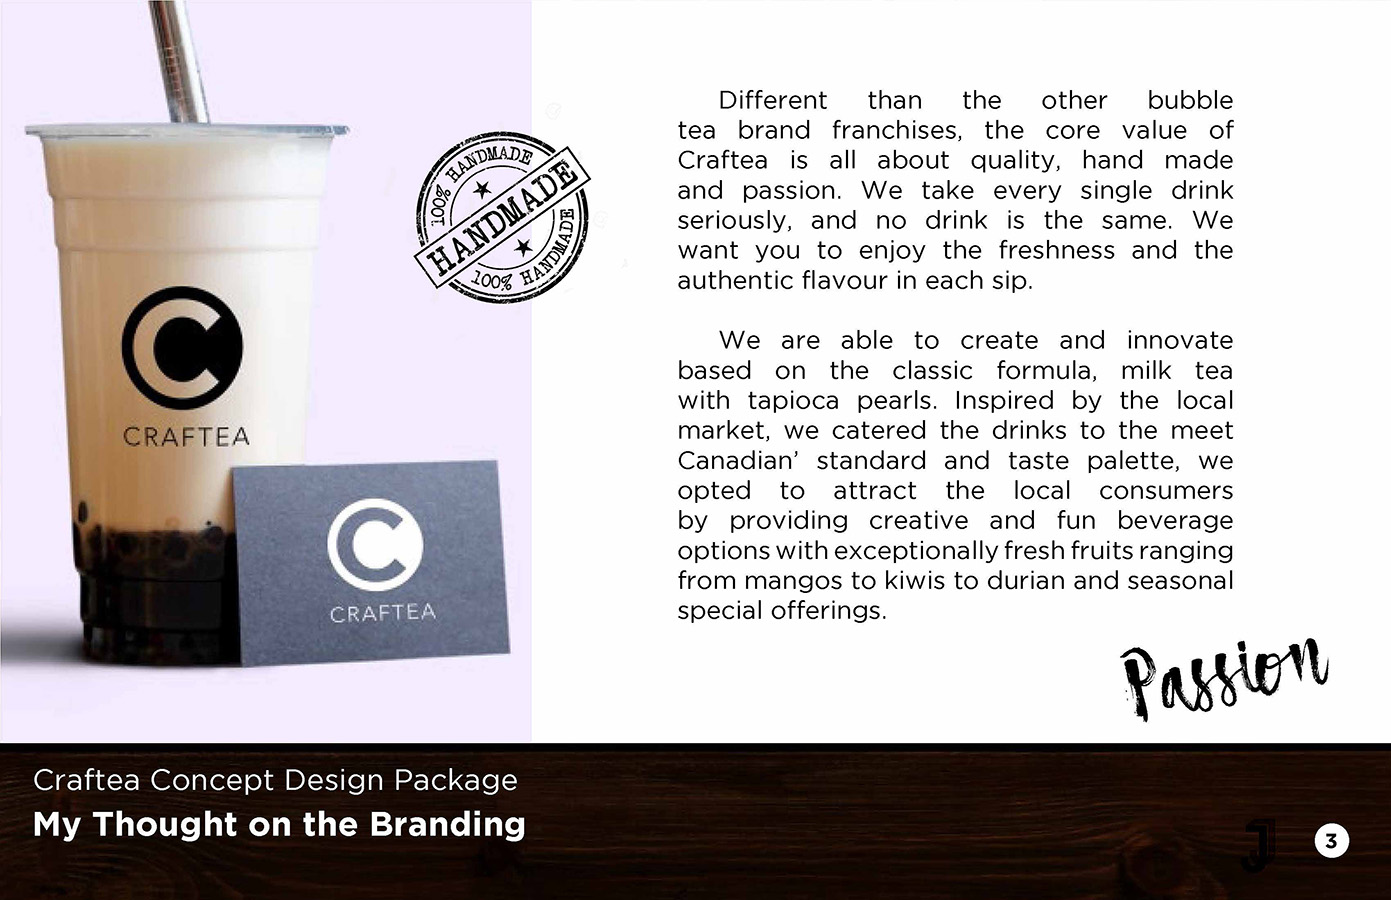 100% HANDMADE
HANDMADE
100% HANDMADE
C
CRAFTEA
C
CRAFTEA
Different than the other bubble
tea brand franchises, the core value of
Craftea is all about quality, hand made
and passion. We take every single drink
seriously, and no drink is the same. We
want you to enjoy the freshness and the
authentic flavour in each sip.
We are able to create and innovate
based on the classic formula, milk tea
with tapioca pearls. Inspired by the local
market, we catered the drinks to the meet
Canadian’ standard and taste palette, we
opted to attract the local consumers
by providing creative and fun beverage
options with exceptionally fresh fruits ranging
from mangos to kiwis to durian and seasonal
special offerings.
Passion
Craftea Concept Design Package
My Thought on the Branding
J
3